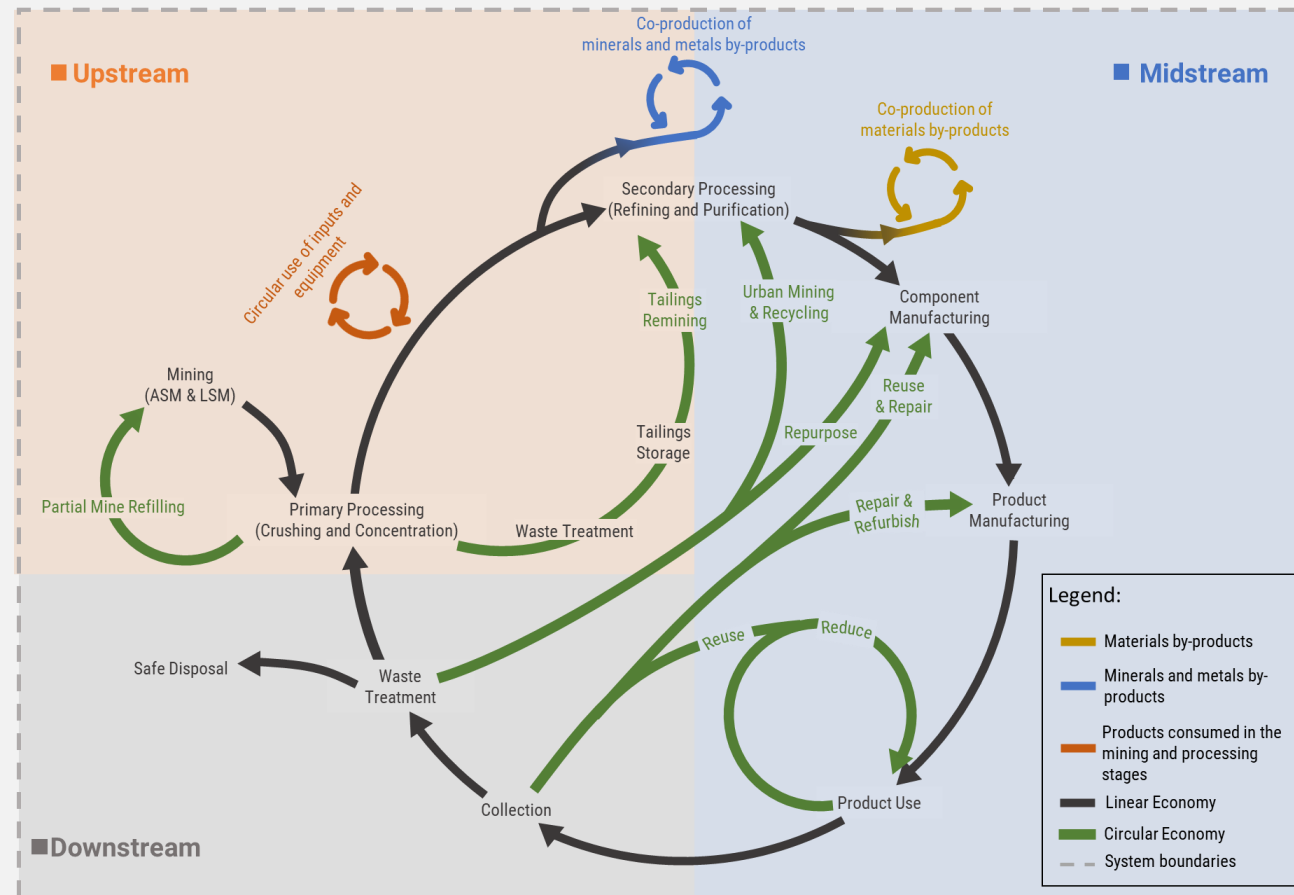 Co-production of
minerals and metals by-products
Upstream
Midstream
Co-production of
materials by-products
Secondary Processing
(Refining and Purification)
Circular use of inputs and
equipment
Tailings
Remining
Urban Mining
& Recycling
Component
Manufacturing
Mining
(ASM & LSM)
Reuse
& Repair
Tailings
Storage
Repurpose
Partial Mine Refilling
Primary Processing
(Crushing and Concentration)
Waste Treatment
Repair &
Refurbish
Product
Manufacturing
Safe Disposal
Waste
Treatment
Reuse
Reduce
Collection
Product Use
Downstream
Legend:
Materials by-products
Minerals and metals by-
products
Products consumed in the
mining and processing
stages
Linear Economy
Circular Economy
System boundaries